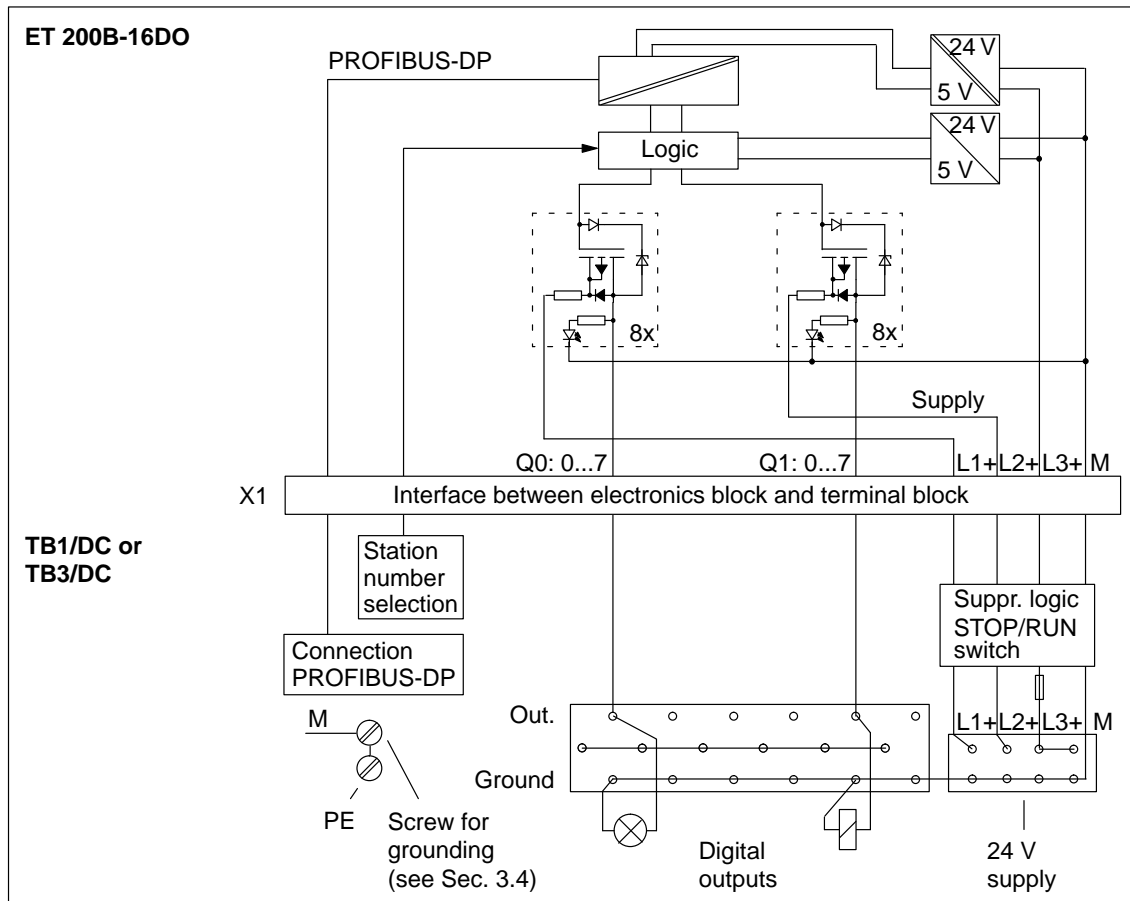 ET 200B-16DO
PROFIBUS-DP
24 V
5 V
24 V
5 V
Logic
8x
8x
Supply
Q0: 0...7
Q1: 0...7
L1+ L2+ L3+ M
X1
Interface between electronics block and terminal block
TB1/DC or
TB3/DC
Station
number
selection
Suppr. logic
STOP/RUN
switch
Connection
PROFIBUS-DP
M
Out.
L1+ L2+ L3+ M
Ground
PE
Screw for
grounding
(see Sec. 3.4)
Digital
outputs
24 V
supply